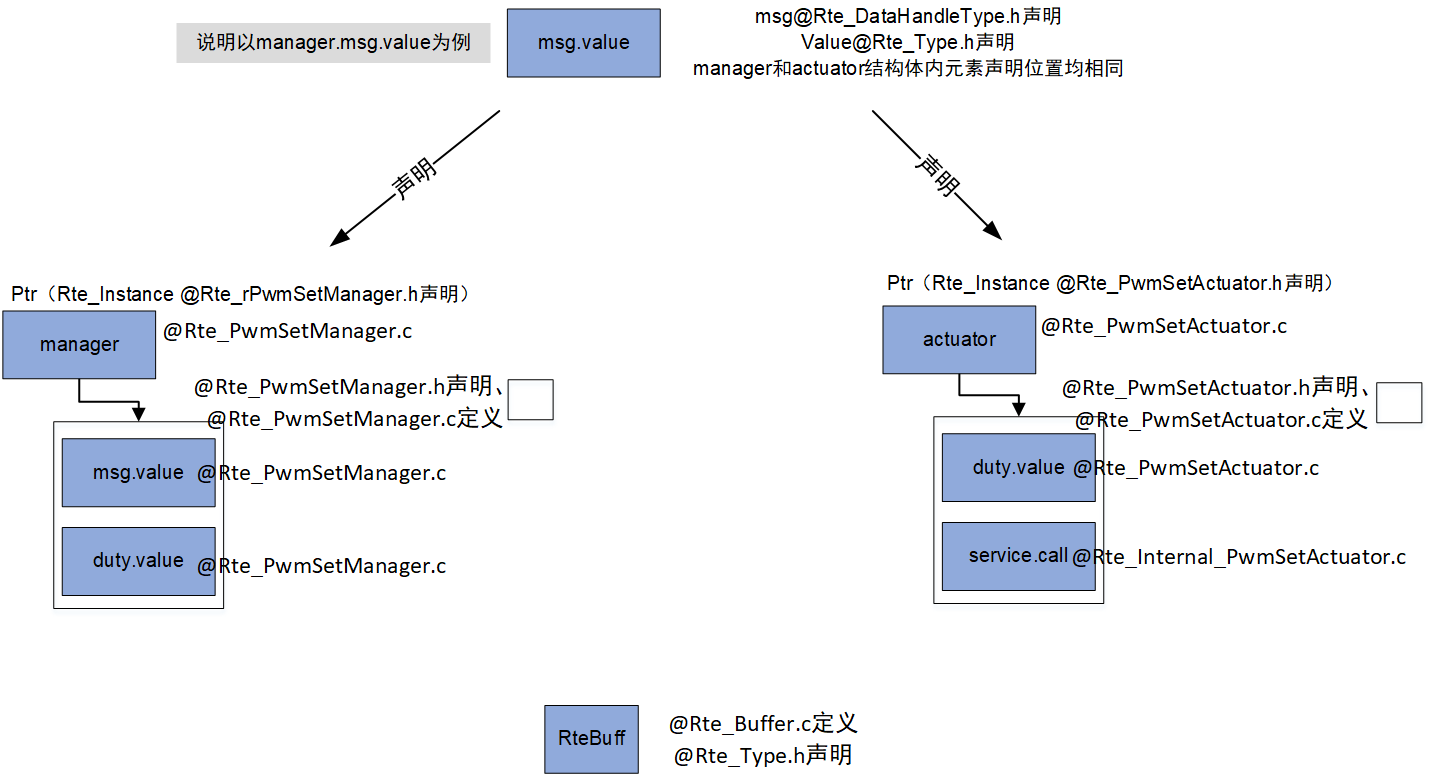 说明以manager.msg.value为例
msg.value
msg@Rte_DataHandleType.h声明
Value@Rte_Type.h声明
manager和actuator结构体内元素声明位置均相同
声明
声明
Ptr（Rte_Instance @Rte_rPwmSetManager.h声明）
manager
@Rte_PwmSetManager.c
@Rte_PwmSetManager.h声明、
@Rte_PwmSetManager.c定义
msg.value
@Rte_PwmSetManager.c
duty.value
@Rte_PwmSetManager.c
Ptr（Rte_Instance @Rte_PwmSetActuator.h声明）
actuator
@Rte_PwmSetActuator.c
@Rte_PwmSetActuator.h声明、
@Rte_PwmSetActuator.c定义
duty.value
@Rte_PwmSetActuator.c
service.call
@Rte_Internal_PwmSetActuator.c
RteBuff
@Rte_Buffer.c定义
@Rte_Type.h声明